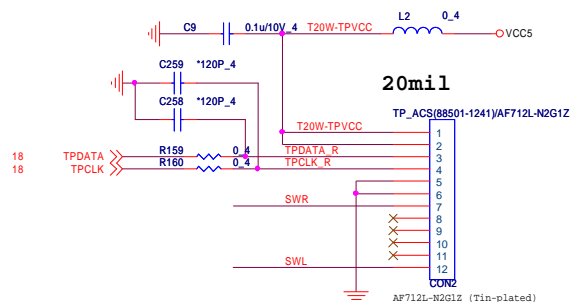 C9 0.1u/10V_4 T20W-TPVCC L2 0_4 VCC5
C259 *120P_4
20mil
C258 *120P_4
TP_ACS(88501-1241)/AF712L-N2G1Z
T20W-TPVCC 1
2
18 TPDATA R159 0_4 TPDATA_R 3
18 TPCLK R160 0_4 TPCLK_R 4
5
6
SWR 7
8
9
10
11
SWL 12
CON2
AF712L-N2G1Z (Tin-plated)